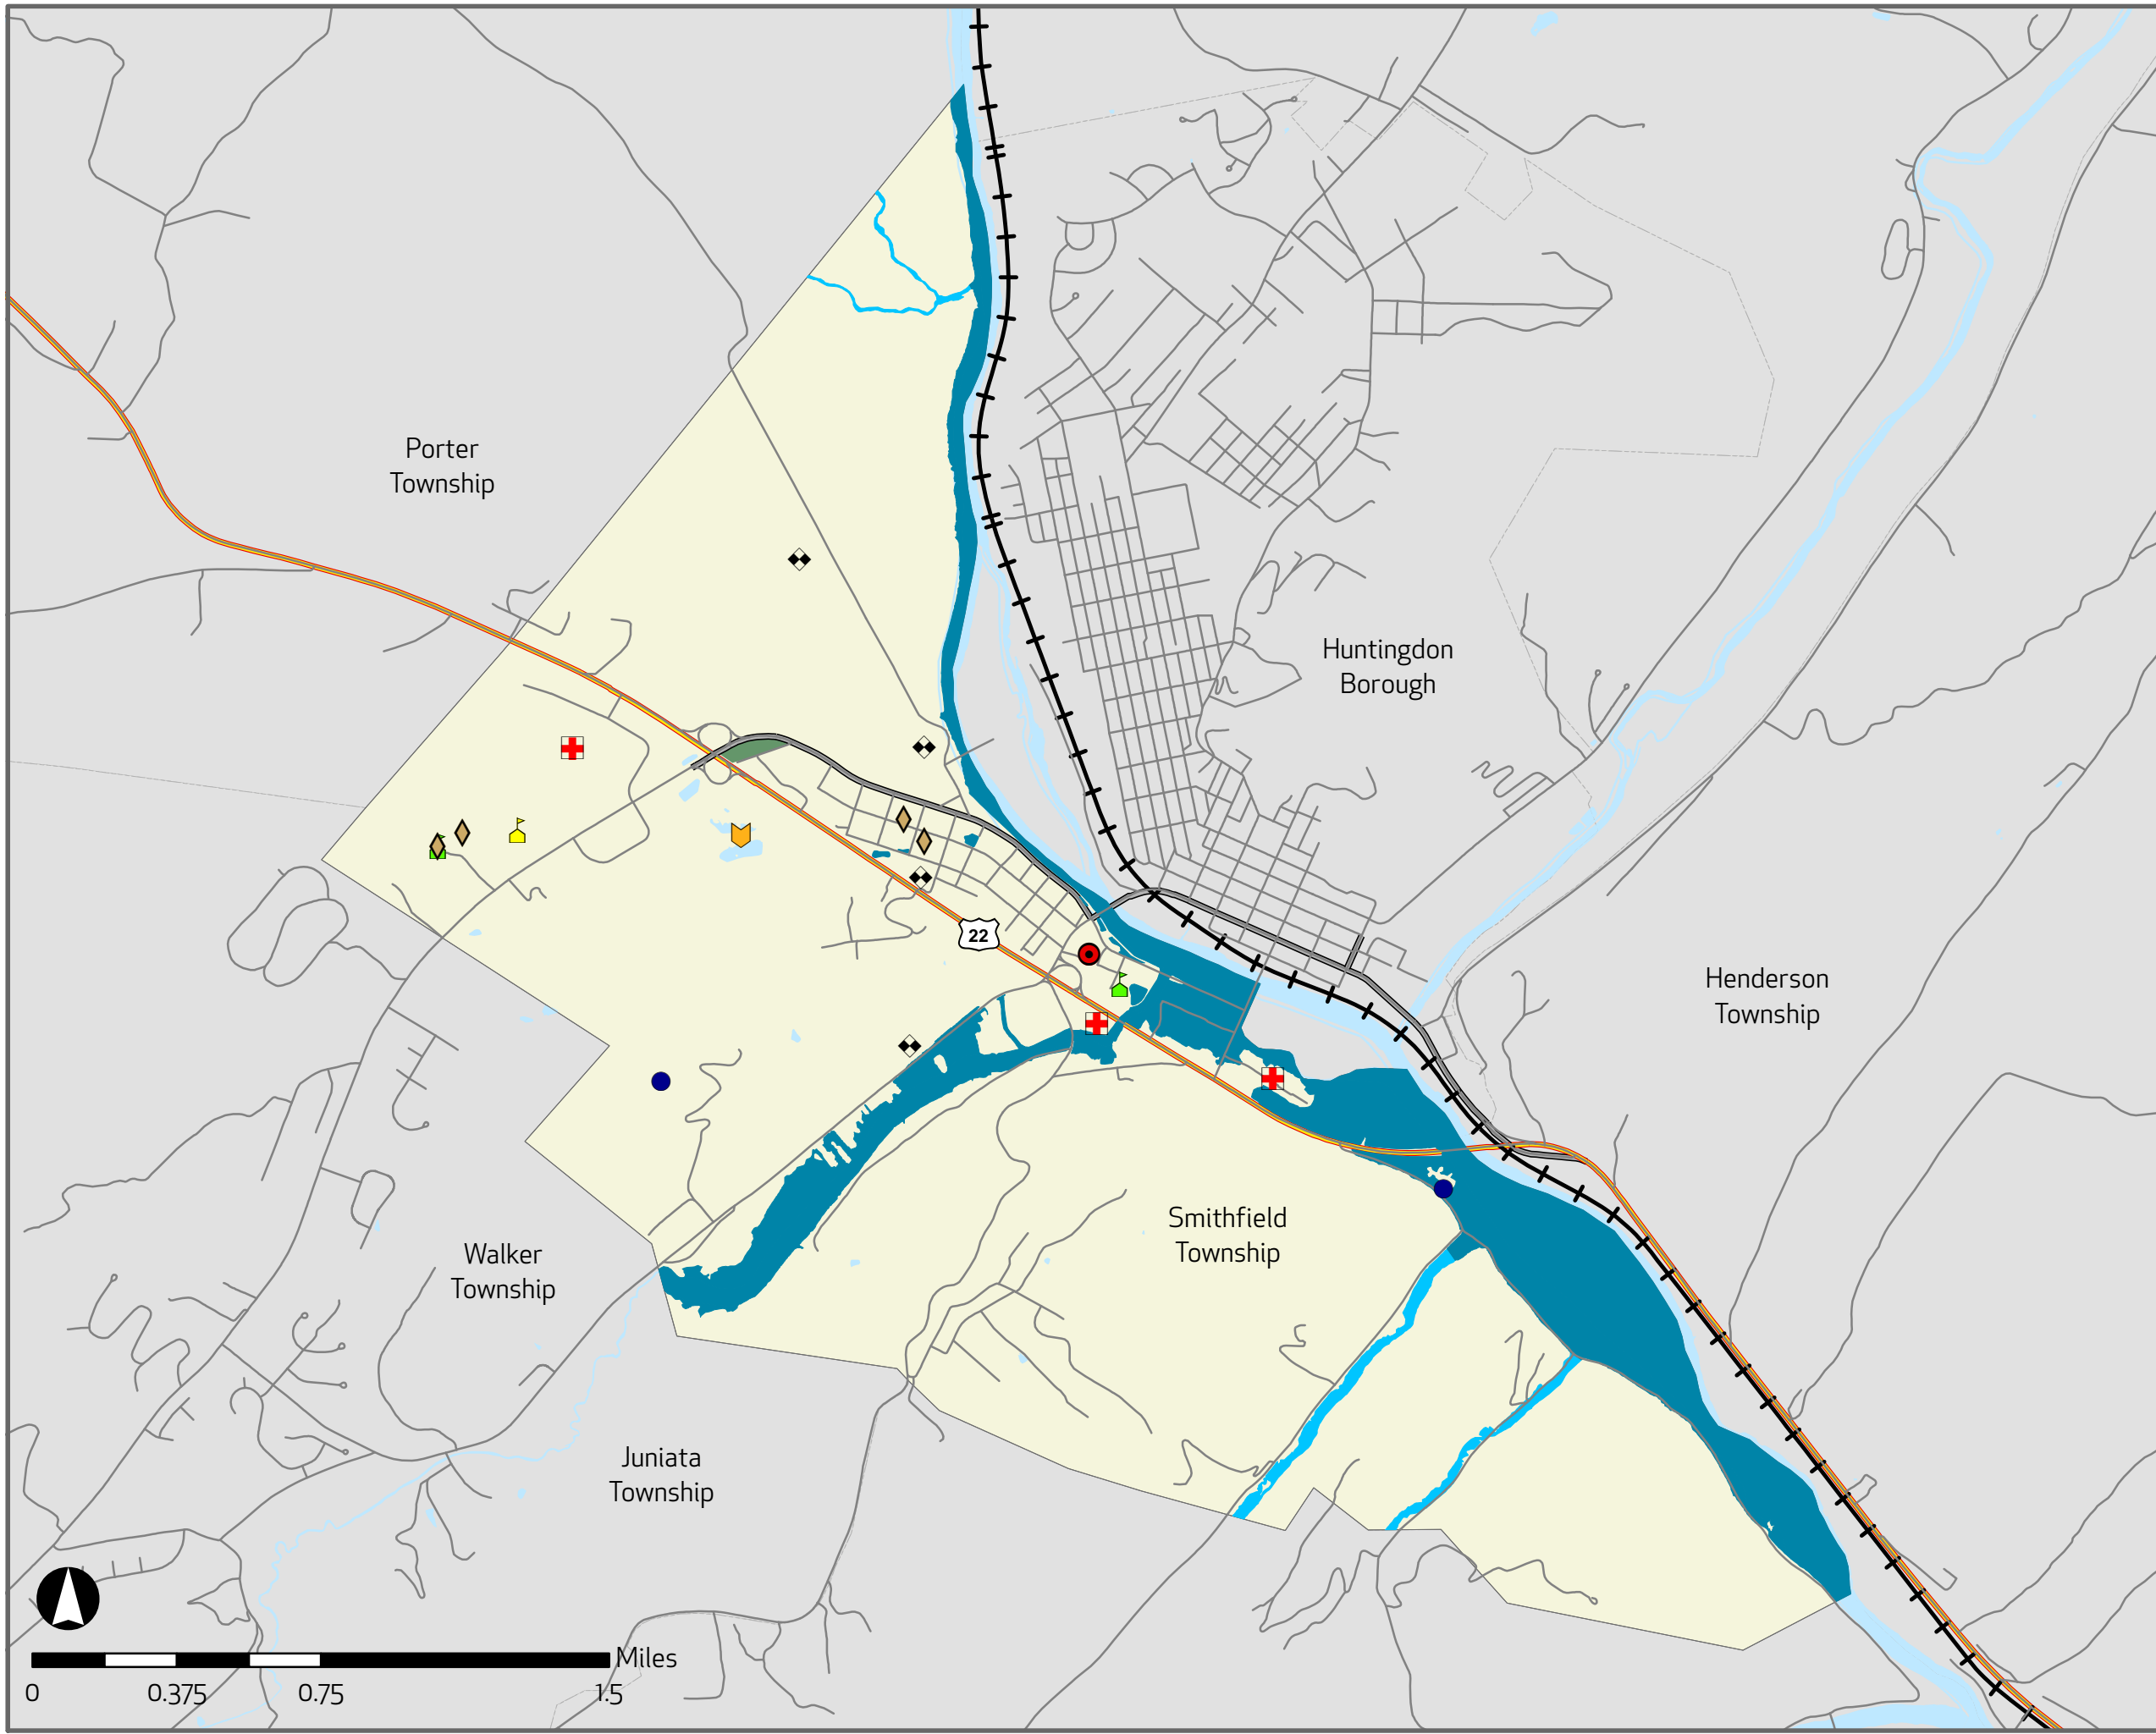 Porter
Township
Huntingdon
Borough
22
Henderson
Township
Smithfield
Township
Walker
Township
Juniata
Township
Miles
0 0.375 0.75 1.5